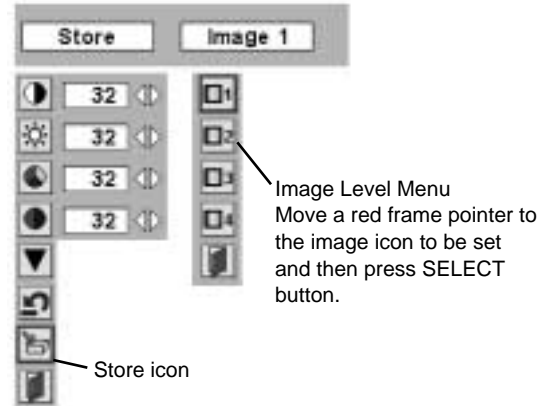 Store Image 1
32 1
32 2
32 3
32 4
Image Level Menu
Move a red frame pointer to
the image icon to be set
and then press SELECT
button.
Store icon